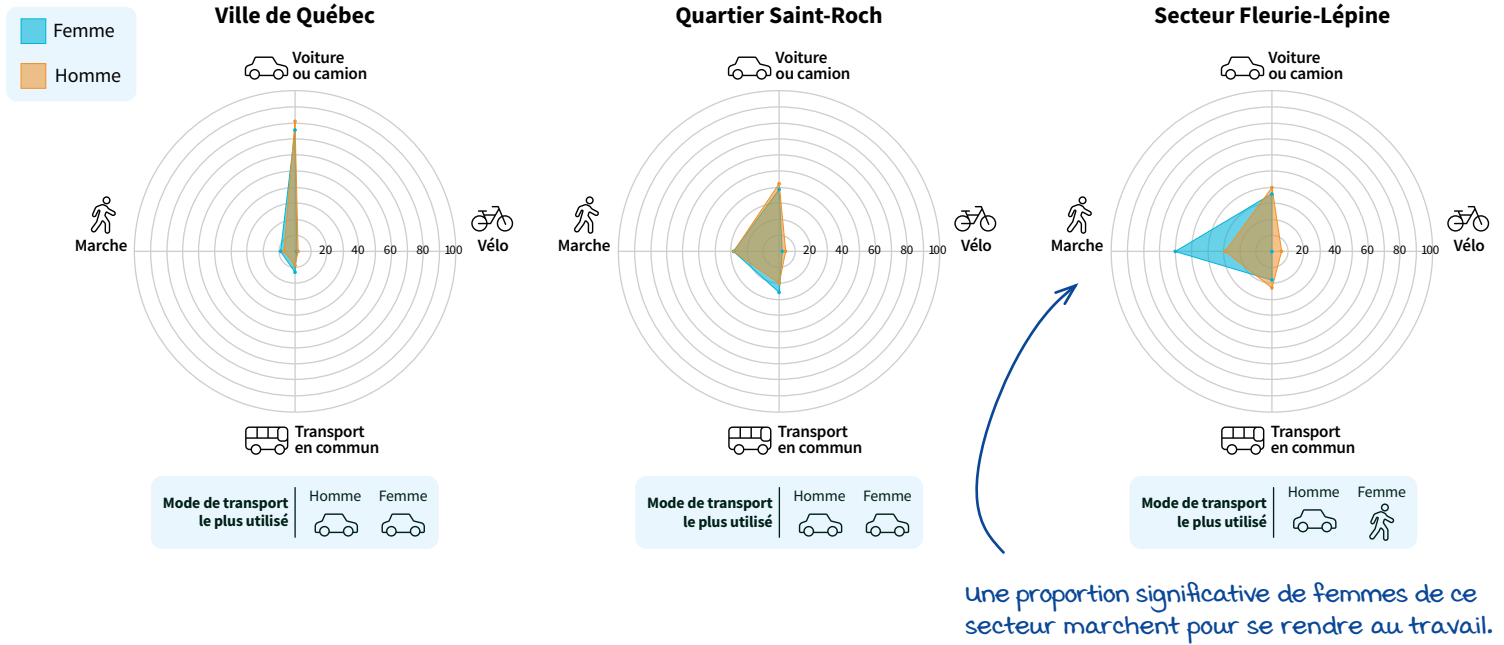 Femme
Homme
Ville de Québec
Voiture
ou camion
Marche
Vélo
20 40 60 80 100
Transport
en commun
Mode de transport
le plus utilisé
Homme Femme
Quartier Saint-Roch
Voiture
ou camion
Marche
Vélo
20 40 60 80 100
Transport
en commun
Mode de transport
le plus utilisé
Homme Femme
Secteur Fleurie-Lépine
Voiture
ou camion
Marche
Vélo
20 40 60 80 100
Transport
en commun
Mode de transport
le plus utilisé
Homme Femme
Une proportion significative de femmes de ce
secteur marchent pour se rendre au travail.